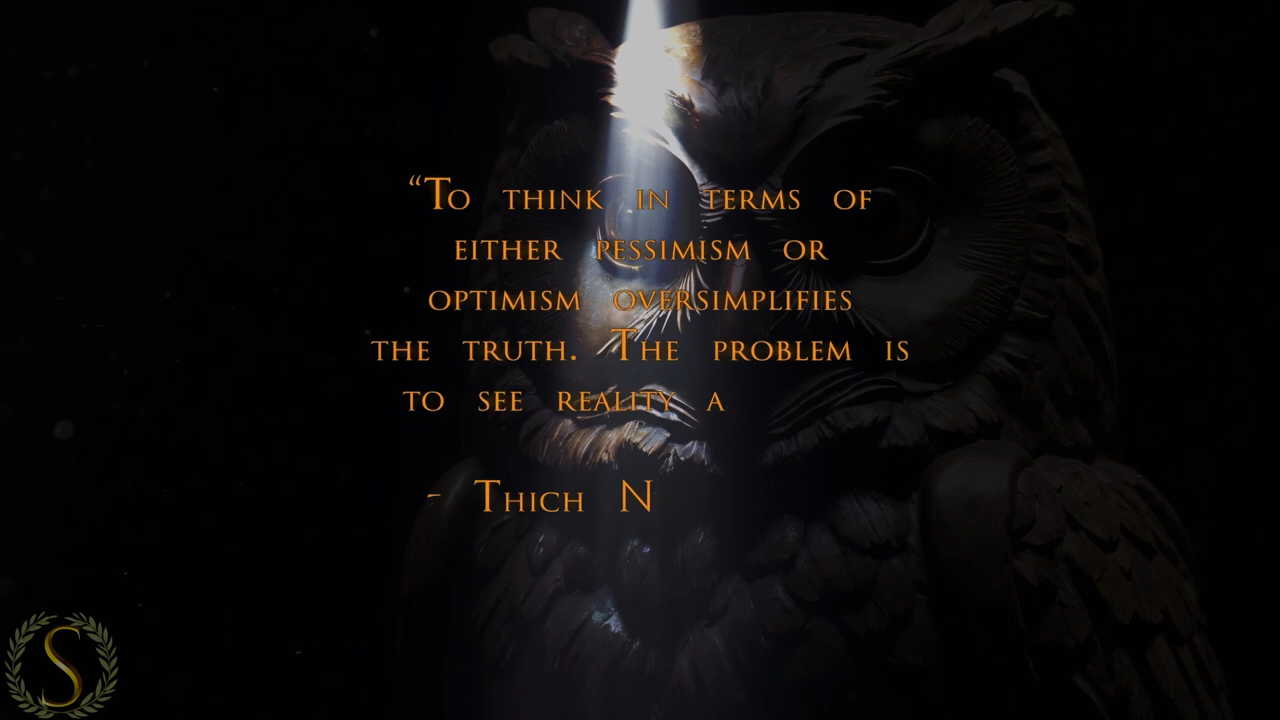 “To think in terms of
either pessimism or
optimism oversimplifies
the truth. The problem is
to see reality a
- Thich N
S